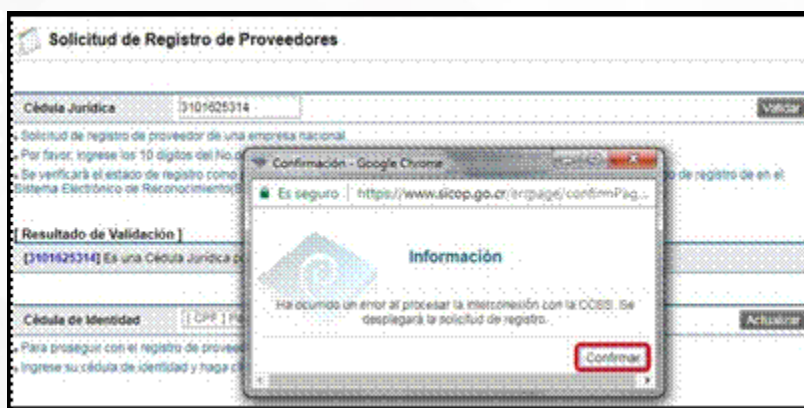 Solicitud de Registro de Proveedores
Cédula Jurídica 3101625314 Validar
Solicitud de registro de proveedor de una empresa nacional.
Por favor, ingrese los 10 dígitos del No.
Se verificará el estado de registro como de registro de en el
Sistema Electrónico de Reconocimiento
Confirmación - Google Chrome
Es seguro https://www.sicop.go.cr/errpage/confirmPag...
Información
Ha ocurrido un error al procesar la interconexión con la CCSS. Se
desplegará la solicitud de registro.
Confirmar
[ Resultado de Validación ]
[3101625314] Es una Cédula Jurídica
Cédula de Identidad [ CPF ] Actualizar
Para proseguir con el registro de
Ingrese su cédula de identidad y haga